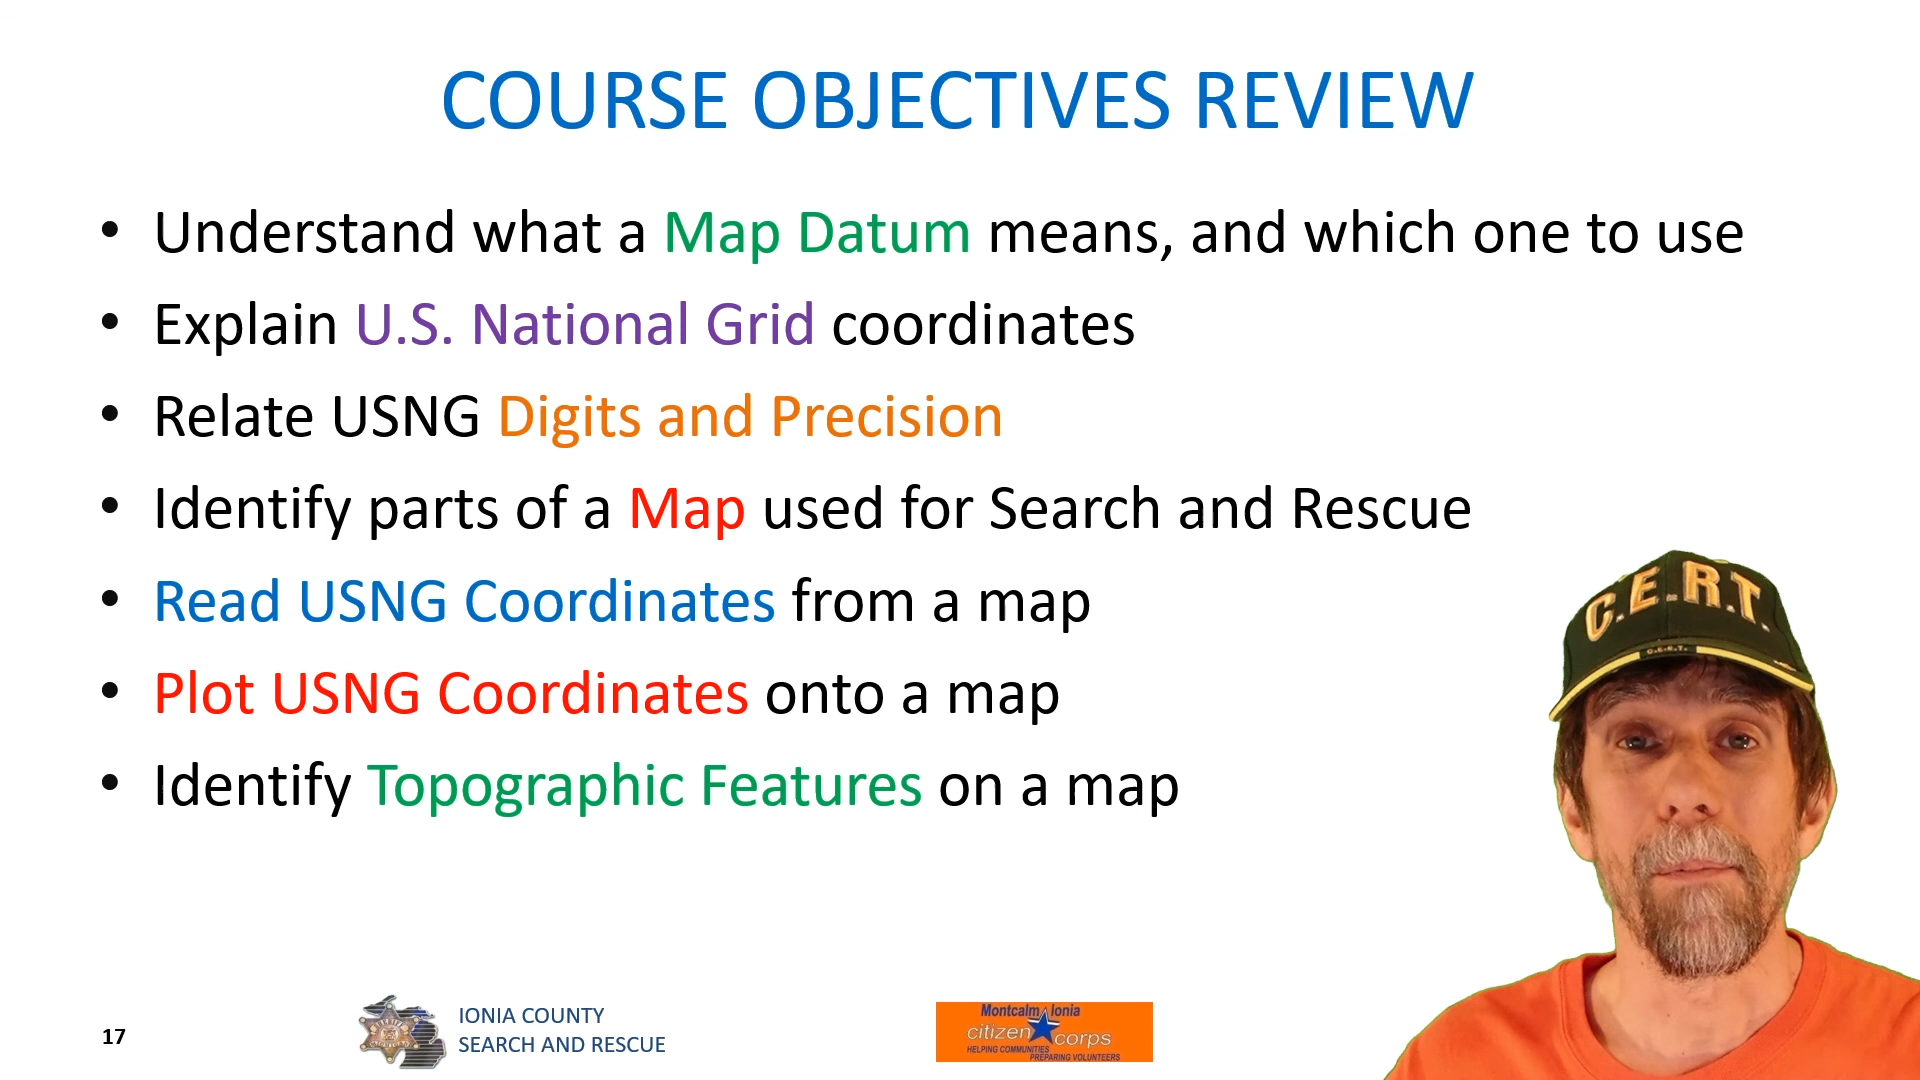 COURSE OBJECTIVES REVIEW
• Understand what a Map Datum means, and which one to use
• Explain U.S. National Grid coordinates
• Relate USNG Digits and Precision
• Identify parts of a Map used for Search and Rescue
• Read USNG Coordinates from a map
• Plot USNG Coordinates onto a map
• Identify Topographic Features on a map
C.E.R.T.
C.E.R.T.
17
IONIA COUNTY
SEARCH AND RESCUE
Montcalm Ionia
citizen corps
HELPING COMMUNITIES
PREPARING VOLUNTEERS